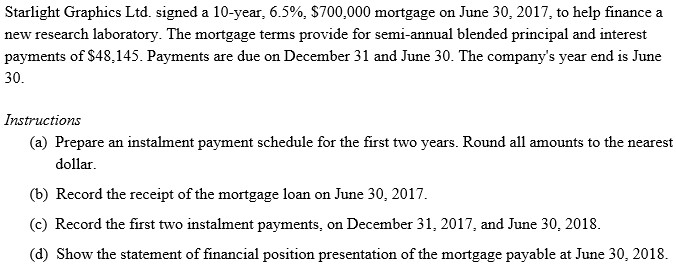 Starlight Graphics Ltd. signed a 10-year, 6.5%, $700,000 mortgage on June 30, 2017, to help finance a
new research laboratory. The mortgage terms provide for semi-annual blended principal and interest
payments of $48,145. Payments are due on December 31 and June 30. The company's year end is June
30.
Instructions
(a) Prepare an instalment payment schedule for the first two years. Round all amounts to the nearest
dollar.
(b) Record the receipt of the mortgage loan on June 30, 2017.
(c) Record the first two instalment payments, on December 31, 2017, and June 30, 2018.
(d) Show the statement of financial position presentation of the mortgage payable at June 30, 2018.